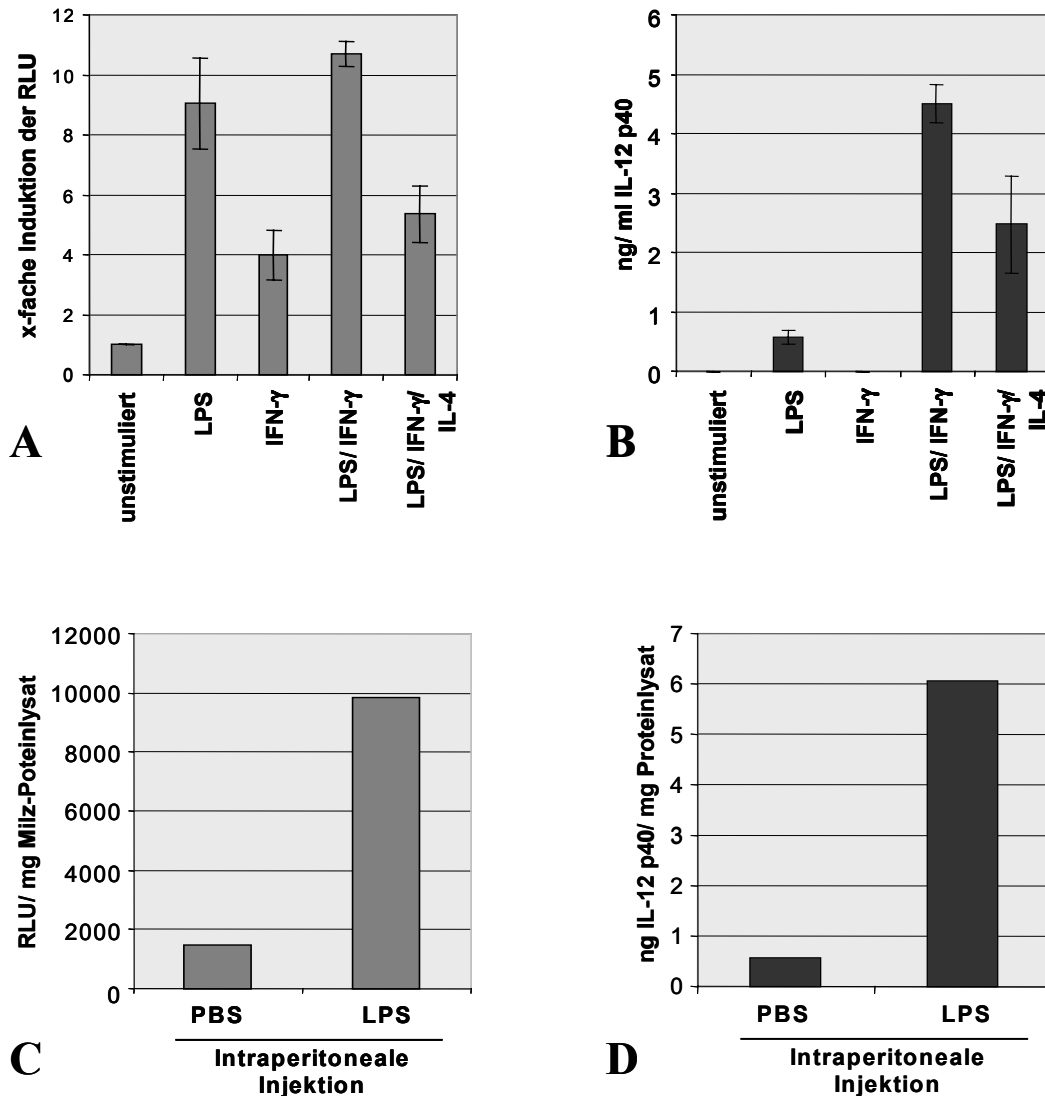 x-fache Induktion der RLU
12
10
8
6
4
2
0
unstimuliert
LPS
IFN-γ
LPS/ IFN-γ
LPS/ IFN-γ/
IL-4
A
ng/ ml IL-12 p40
6
5
4
3
2
1
0
unstimuliert
LPS
IFN-γ
LPS/ IFN-γ
LPS/ IFN-γ/
IL-4
B
RLU/ mg Milz-Poteinlysat
12000
10000
8000
6000
4000
2000
0
PBS
LPS
Intraperitoneale
Injektion
C
ng IL-12 p40/ mg Proteinlysat
7
6
5
4
3
2
1
0
PBS
LPS
Intraperitoneale
Injektion
D